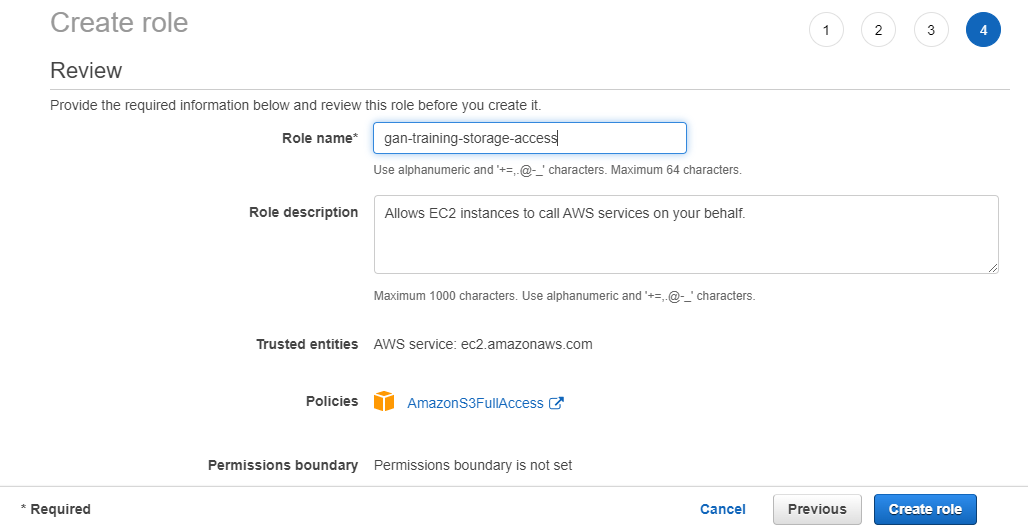 Create role
1 2 3 4
Review
Provide the required information below and review this role before you create it.
Role name* gan-training-storage-access
Use alphanumeric and '+=,.@-_' characters. Maximum 64 characters.
Role description Allows EC2 instances to call AWS services on your behalf.
Maximum 1000 characters. Use alphanumeric and '+=,.@-_' characters.
Trusted entities AWS service: ec2.amazonaws.com
Policies AmazonS3FullAccess
Permissions boundary Permissions boundary is not set
* Required Cancel Previous Create role